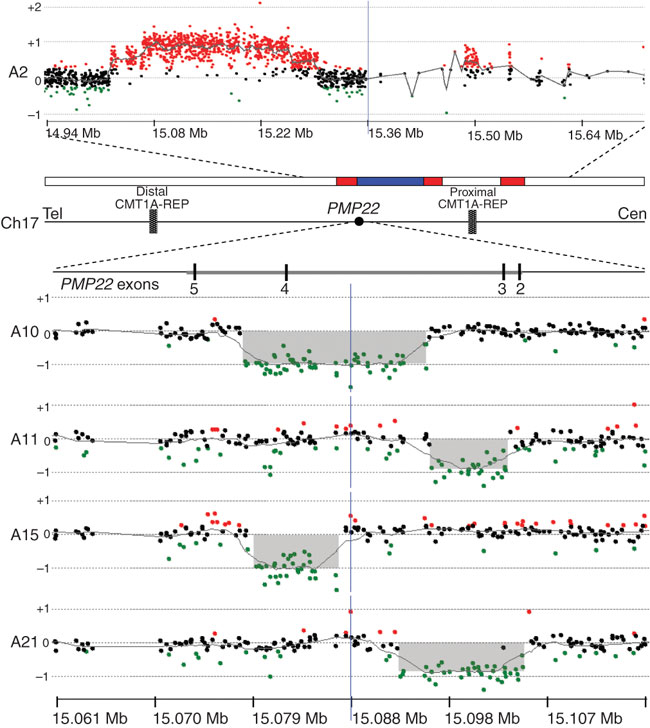 +2
+1
A2
0
−1
14.94 Mb 15.08 Mb 15.22 Mb 15.36 Mb 15.50 Mb 15.64 Mb
Distal Proximal
CMT1A-REP CMT1A-REP
Tel PMP22 Cen
Ch17
PMP22 exons
5 4 3 2
+1
A10 0
−1
+1
A11 0
−1
+1
A15 0
−1
+1
A21 0
−1
15.061 Mb 15.070 Mb 15.079 Mb 15.088 Mb 15.098 Mb 15.107 Mb